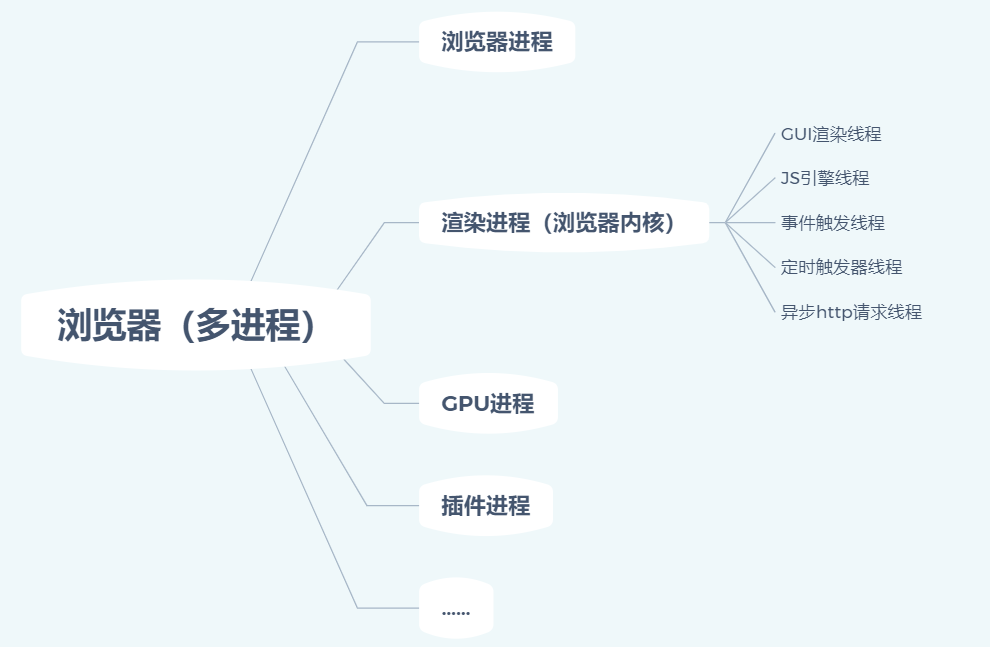 浏览器（多进程）
浏览器进程
渲染进程（浏览器内核）
GUI渲染线程
JS引擎线程
事件触发线程
定时触发器线程
异步http请求线程
GPU进程
插件进程
......